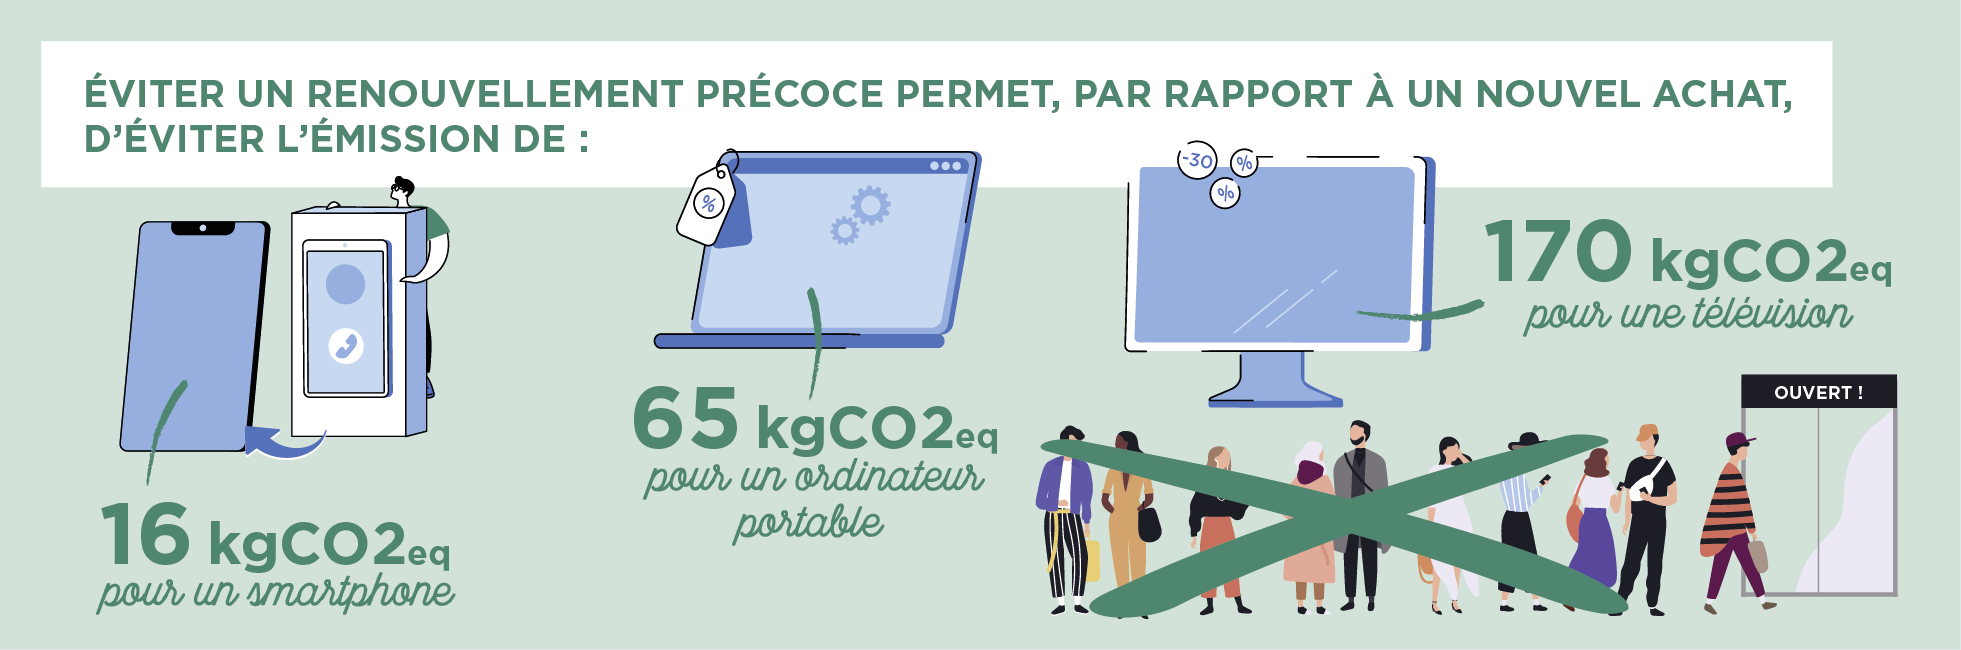 ÉVITER UN RENOUVELLEMENT PRÉCOCE PERMET, PAR RAPPORT À UN NOUVEL ACHAT,
D'ÉVITER L'ÉMISSION DE :
%
-30
%
%
16 kgCO2eq
pour un smartphone
65 kgCO2eq
pour un ordinateur
portable
170 kgCO2eq
pour une télévision
OUVERT !